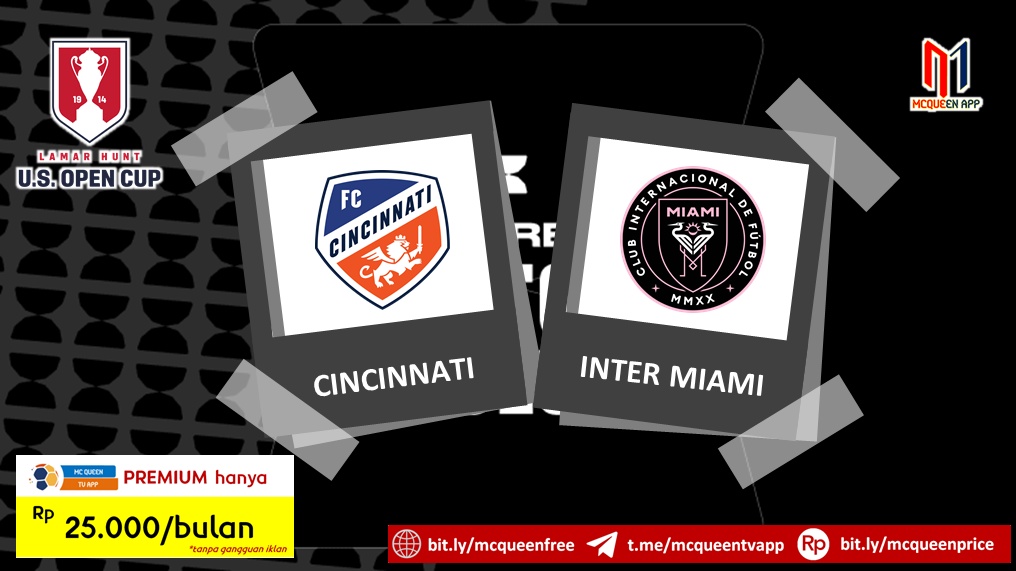 19 14
LAMAR HUNT
U.S. OPEN CUP
MCQUEEN APP
FC
CINCINNATI
CLUB INTERNACIONAL DE FÚTBOL
MIAMI
MMXX
CINCINNATI
INTER MIAMI
MC QUEEN
TV APP
PREMIUM hanya
Rp 25.000/bulan
*tanpa gangguan iklan
bit.ly/mcqueenfree t.me/mcqueentvapp Rp bit.ly/mcqueenprice